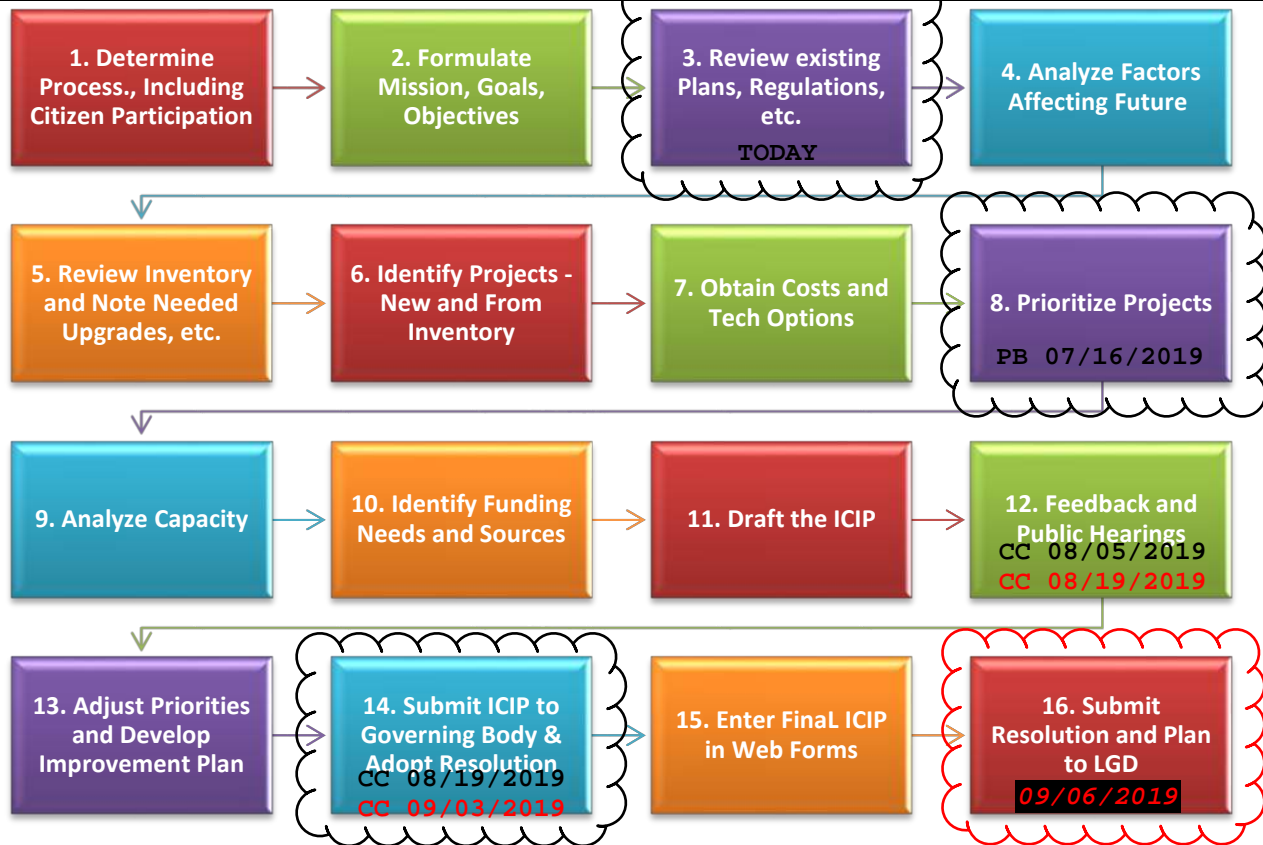 1. Determine
Process., Including
Citizen Participation
2. Formulate
Mission, Goals,
Objectives
3. Review existing
Plans, Regulations,
etc.
TODAY
4. Analyze Factors
Affecting Future
5. Review Inventory
and Note Needed
Upgrades, etc.
6. Identify Projects -
New and From
Inventory
7. Obtain Costs and
Tech Options
8. Prioritize Projects
PB 07/16/2019
9. Analyze Capacity
10. Identify Funding
Needs and Sources
11. Draft the ICIP
12. Feedback and
Public Hearings
CC 08/05/2019
CC 08/19/2019
13. Adjust Priorities
and Develop
Improvement Plan
14. Submit ICIP to
Governing Body &
Adopt Resolution
CC 08/19/2019
CC 09/03/2019
15. Enter FinaL ICIP
in Web Forms
16. Submit
Resolution and Plan
to LGD
09/06/2019